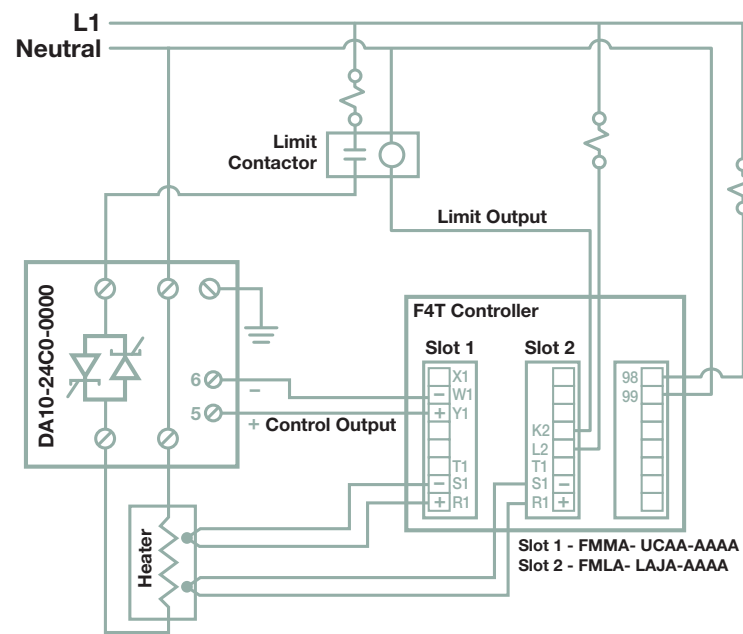 L1
Neutral
Limit
Contactor
Limit Output
DA10-24C0-0000
6
−
5
+ Control Output
F4T Controller
Slot 1
X1
− W1
+ Y1
T1
− S1
+ R1
Slot 2
K2
L2
T1
S1 −
R1 +
98
99
Heater
Slot 1 - FMMA- UCAA-AAAA
Slot 2 - FMLA- LAJA-AAAA